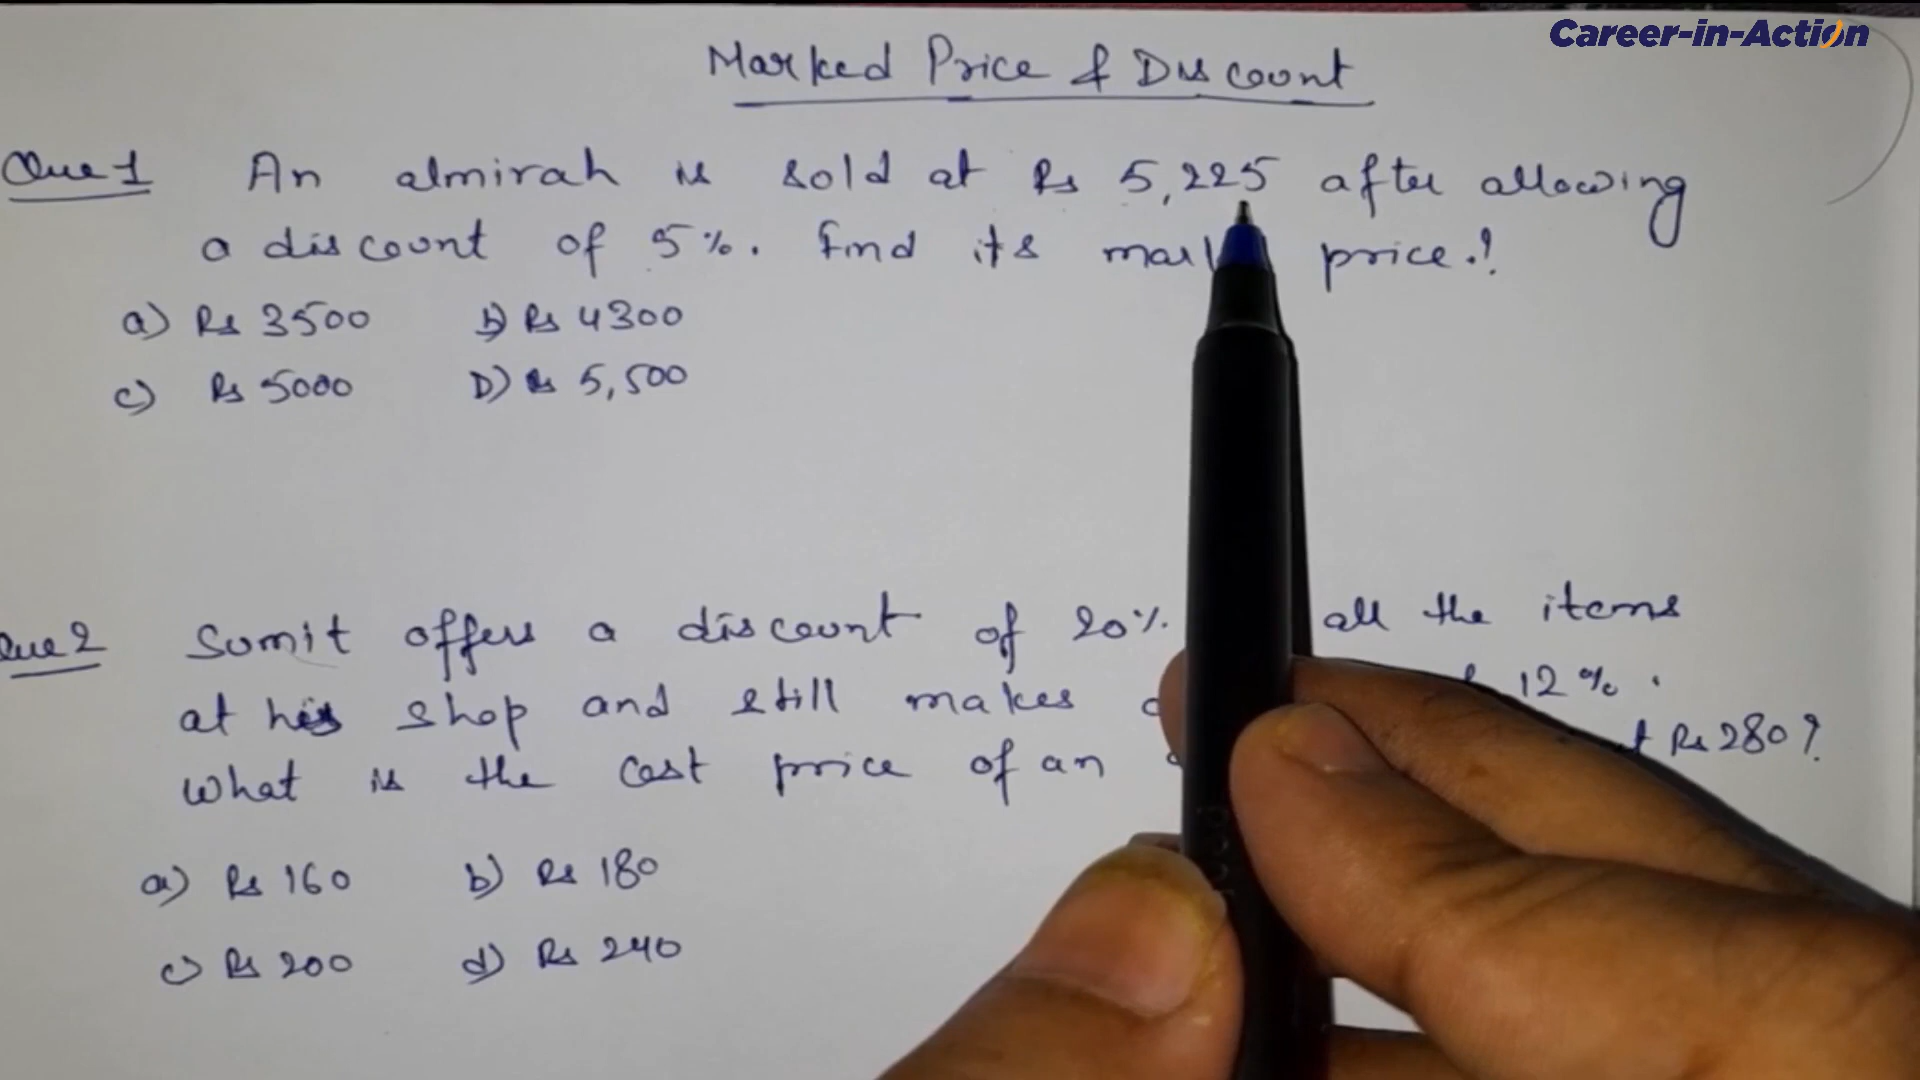 Career-in-Action
Marked Price & Discount
Que 1 An almirah is sold at Rs 5,225 after allowing
a discount of 5%. Find its price.?
a) Rs 3500 b) Rs 4300
c) Rs 5000 D) Rs 5,500
Que 2 Sumit offers a discount of 20% all the items
at his shop and still makes 12%.
What is the cost price of an Rs 280?
a) Rs 160 b) Rs 180
c) Rs 200 d) Rs 240